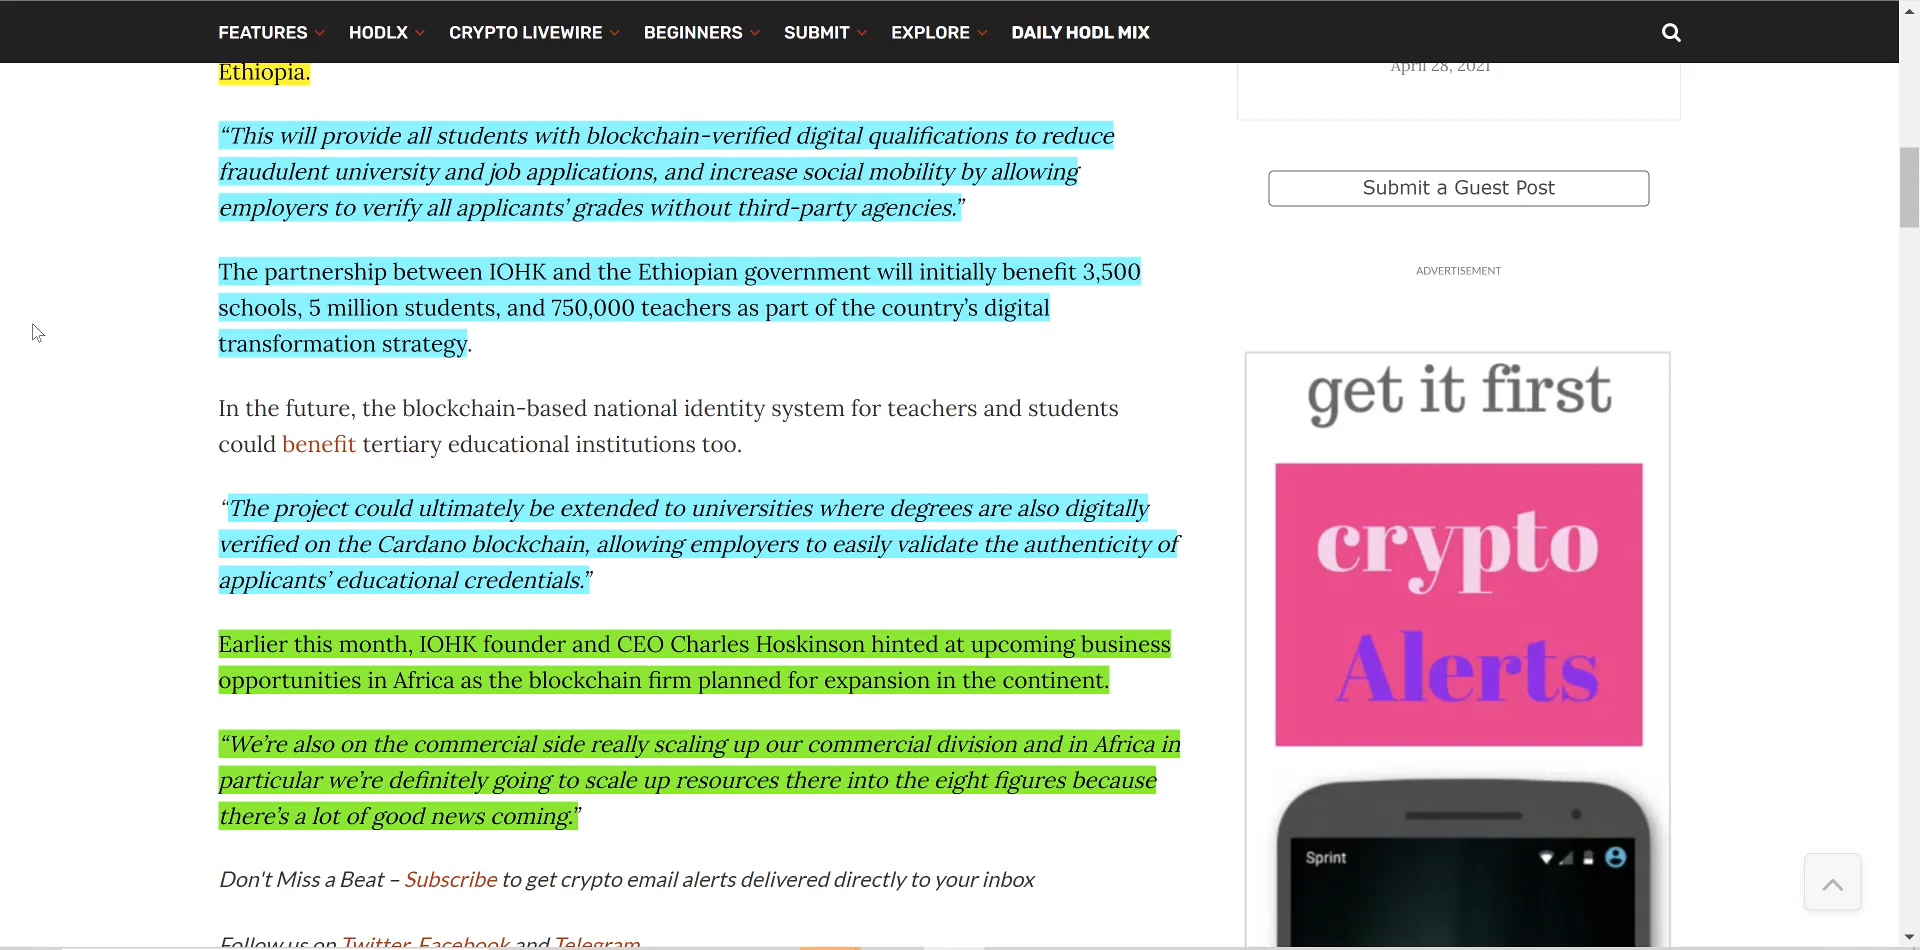 FEATURES HODLX CRYPTO LIVEWIRE BEGINNERS SUBMIT EXPLORE DAILY HODL MIX
Ethiopia.
“This will provide all students with blockchain-verified digital qualifications to reduce
fraudulent university and job applications, and increase social mobility by allowing
employers to verify all applicants’ grades without third-party agencies.”
The partnership between IOHK and the Ethiopian government will initially benefit 3,500
schools, 5 million students, and 750,000 teachers as part of the country’s digital
transformation strategy.
In the future, the blockchain-based national identity system for teachers and students
could benefit tertiary educational institutions too.
“The project could ultimately be extended to universities where degrees are also digitally
verified on the Cardano blockchain, allowing employers to easily validate the authenticity of
applicants’ educational credentials.”
Earlier this month, IOHK founder and CEO Charles Hoskinson hinted at upcoming business
opportunities in Africa as the blockchain firm planned for expansion in the continent.
“We’re also on the commercial side really scaling up our commercial division and in Africa in
particular we’re definitely going to scale up resources there into the eight figures because
there’s a lot of good news coming.”
Don't Miss a Beat – Subscribe to get crypto email alerts delivered directly to your inbox
Follow us on Twitter, Facebook and Telegram
April 28, 2021
Submit a Guest Post
ADVERTISEMENT
get it first
crypto
Alerts
Sprint